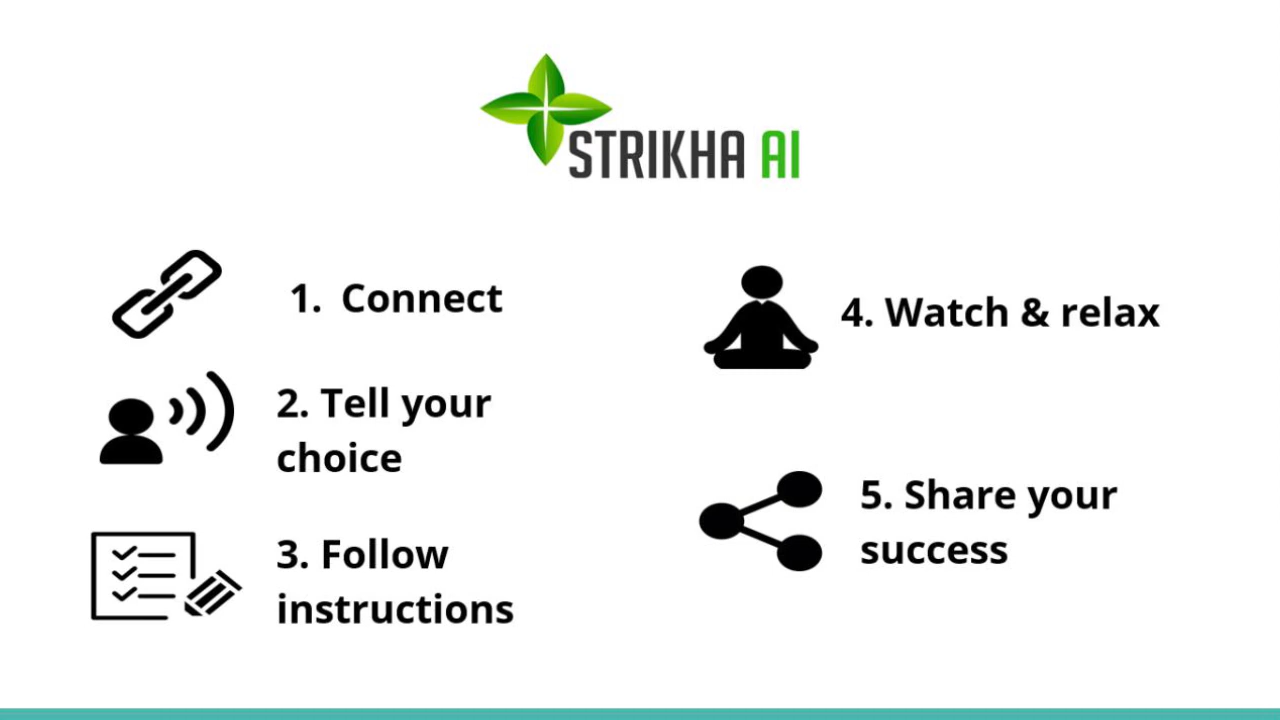 STRIKHA AI
1. Connect
2. Tell your
choice
3. Follow
instructions
4. Watch & relax
5. Share your
success